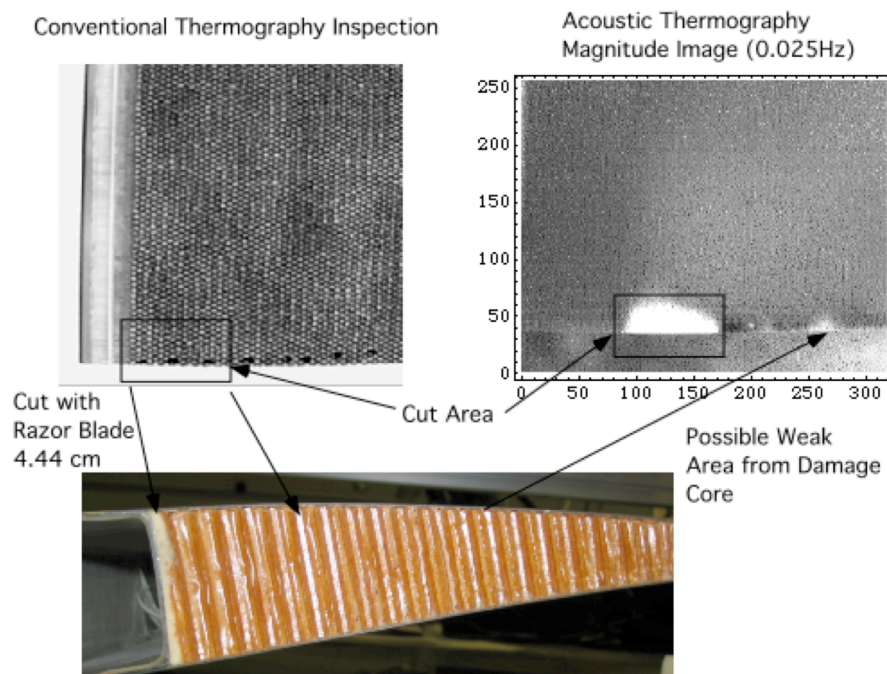 Conventional Thermography Inspection
Acoustic Thermography
Magnitude Image (0.025Hz)
250
200
150
100
50
0
0
50
100
150
200
250
300
Cut with
Razor Blade
4.44 cm
Cut Area
Possible Weak
Area from Damage
Core